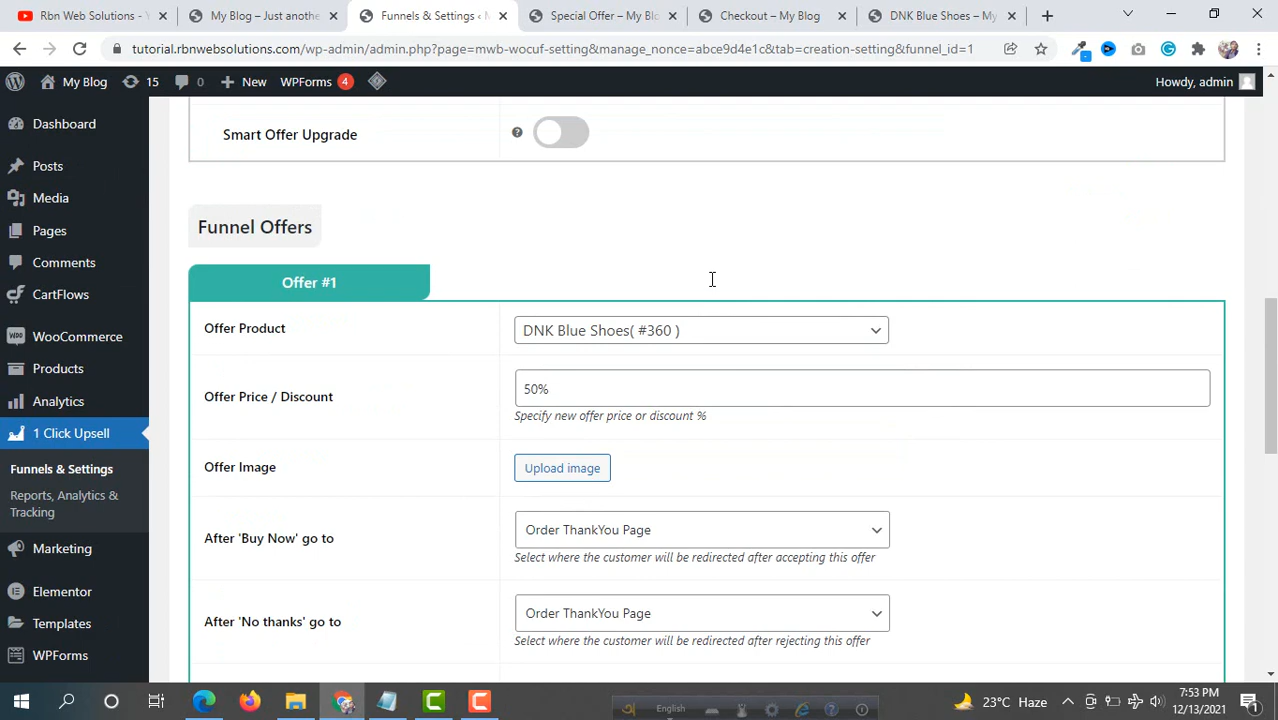 Rbn Web Solutions - Y
My Blog – Just anothe
Funnels & Settings ‹ M
Special Offer – My Blo
Checkout – My Blog
DNK Blue Shoes – My
tutorial.rbnwebsolutions.com/wp-admin/admin.php?page=mwb-wocuf-setting&manage_nonce=abce9d4e1c&tab=creation-setting&funnel_id=1
My Blog
15
0
New
WPForms 4
Howdy, admin
Dashboard
Posts
Media
Pages
Comments
CartFlows
WooCommerce
Products
Analytics
1 Click Upsell
Funnels & Settings
Reports, Analytics &
Tracking
Marketing
Elementor
Templates
WPForms
Smart Offer Upgrade
Funnel Offers
Offer #1
Offer Product
DNK Blue Shoes( #360 )
Offer Price / Discount
50%
Specify new offer price or discount %
Offer Image
Upload image
After 'Buy Now' go to
Order ThankYou Page
Select where the customer will be redirected after accepting this offer
After 'No thanks' go to
Order ThankYou Page
Select where the customer will be redirected after rejecting this offer
English
23°C Haze
7:53 PM
12/13/2021
1